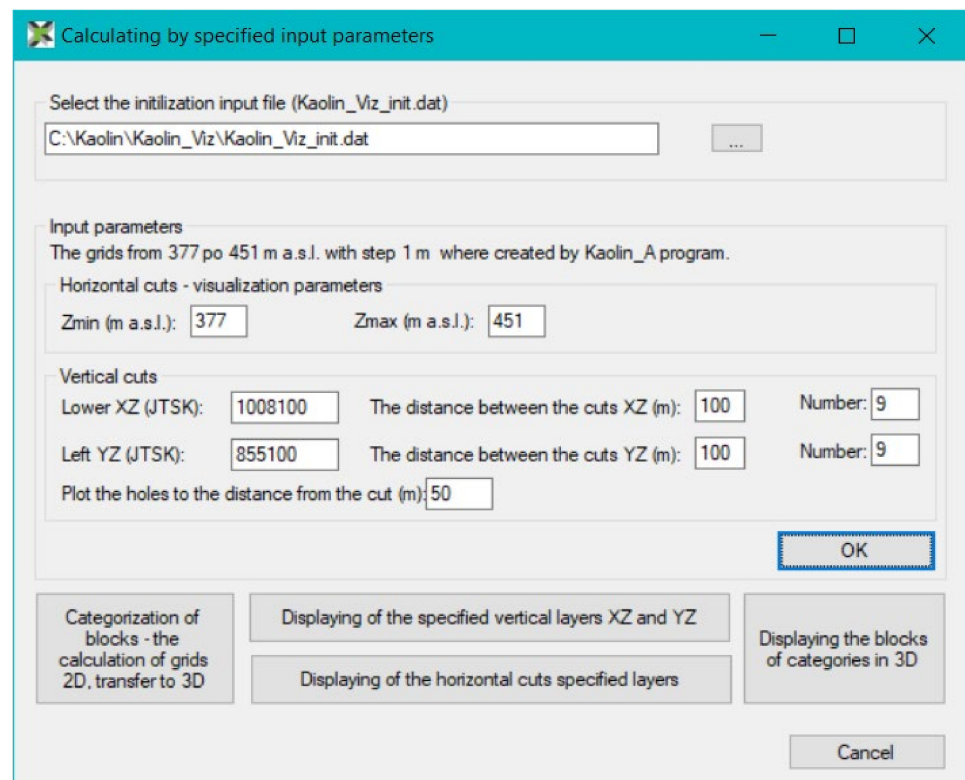 Calculating by specified input parameters
Select the initilization input file (Kaolin_Viz_init.dat)
C:\Kaolin\Kaolin_Viz\Kaolin_Viz_init.dat
...
Input parameters
The grids from 377 po 451 m a.s.l. with step 1 m where created by Kaolin_A program.
Horizontal cuts - visualization parameters
Zmin (m a.s.l.): 377 Zmax (m a.s.l.): 451
Vertical cuts
Lower XZ (JTSK): 1008100 The distance between the cuts XZ (m): 100 Number: 9
Left YZ (JTSK): 855100 The distance between the cuts YZ (m): 100 Number: 9
Plot the holes to the distance from the cut (m): 50
OK
Categorization of
blocks - the
calculation of grids
2D, transfer to 3D
Displaying of the specified vertical layers XZ and YZ
Displaying of the horizontal cuts specified layers
Displaying the blocks
of categories in 3D
Cancel